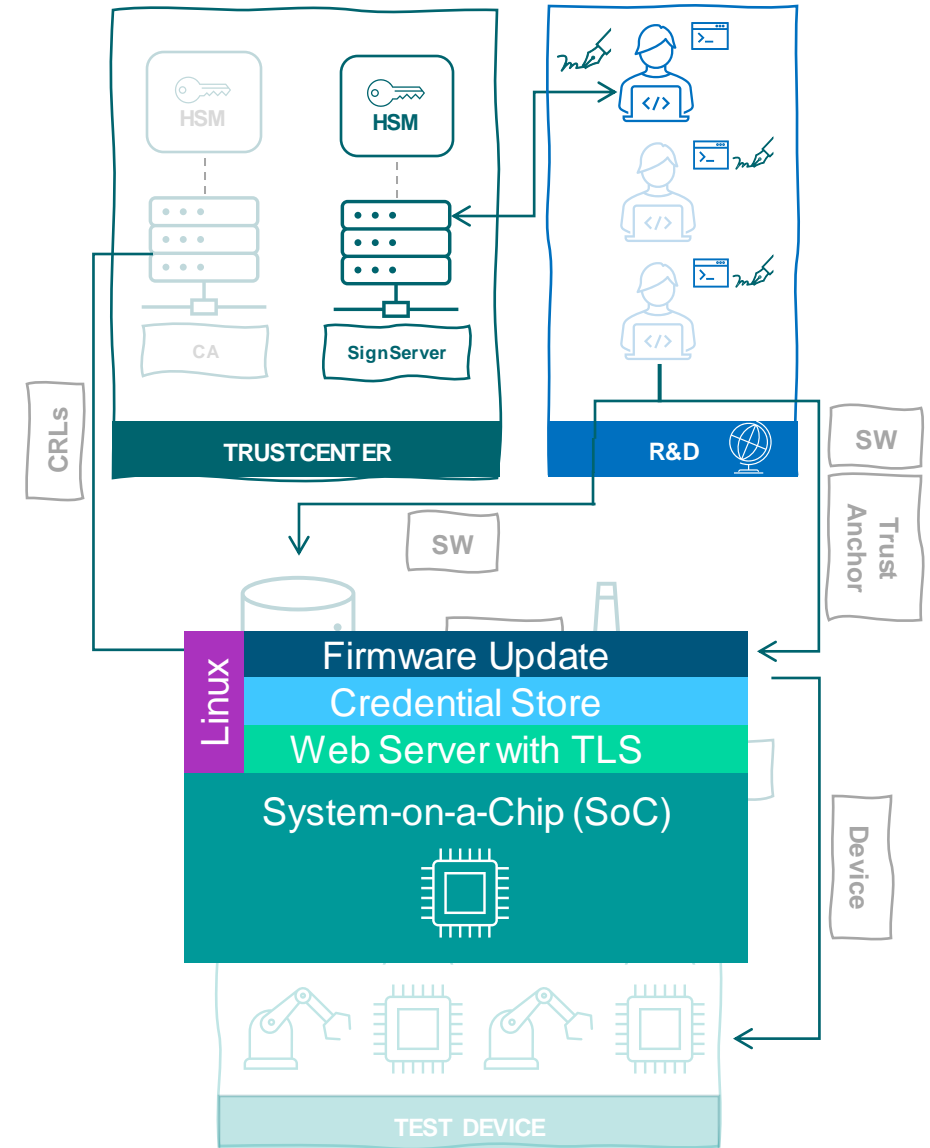 HSM
HSM
CA
SignServer
TRUSTCENTER
</>
</>
</>
R&D
CRLs
SW
SW
Trust
Anchor
Linux
Firmware Update
Credential Store
Web Server with TLS
System-on-a-Chip (SoC)
Device
TEST DEVICE